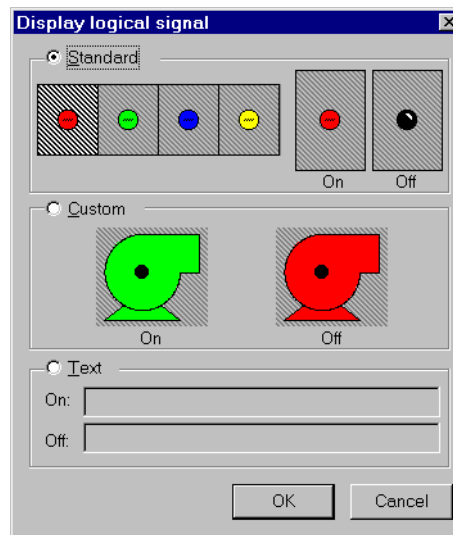 Display logical signal
Standard
On Off
Custom
On Off
Text
On:
Off:
OK Cancel